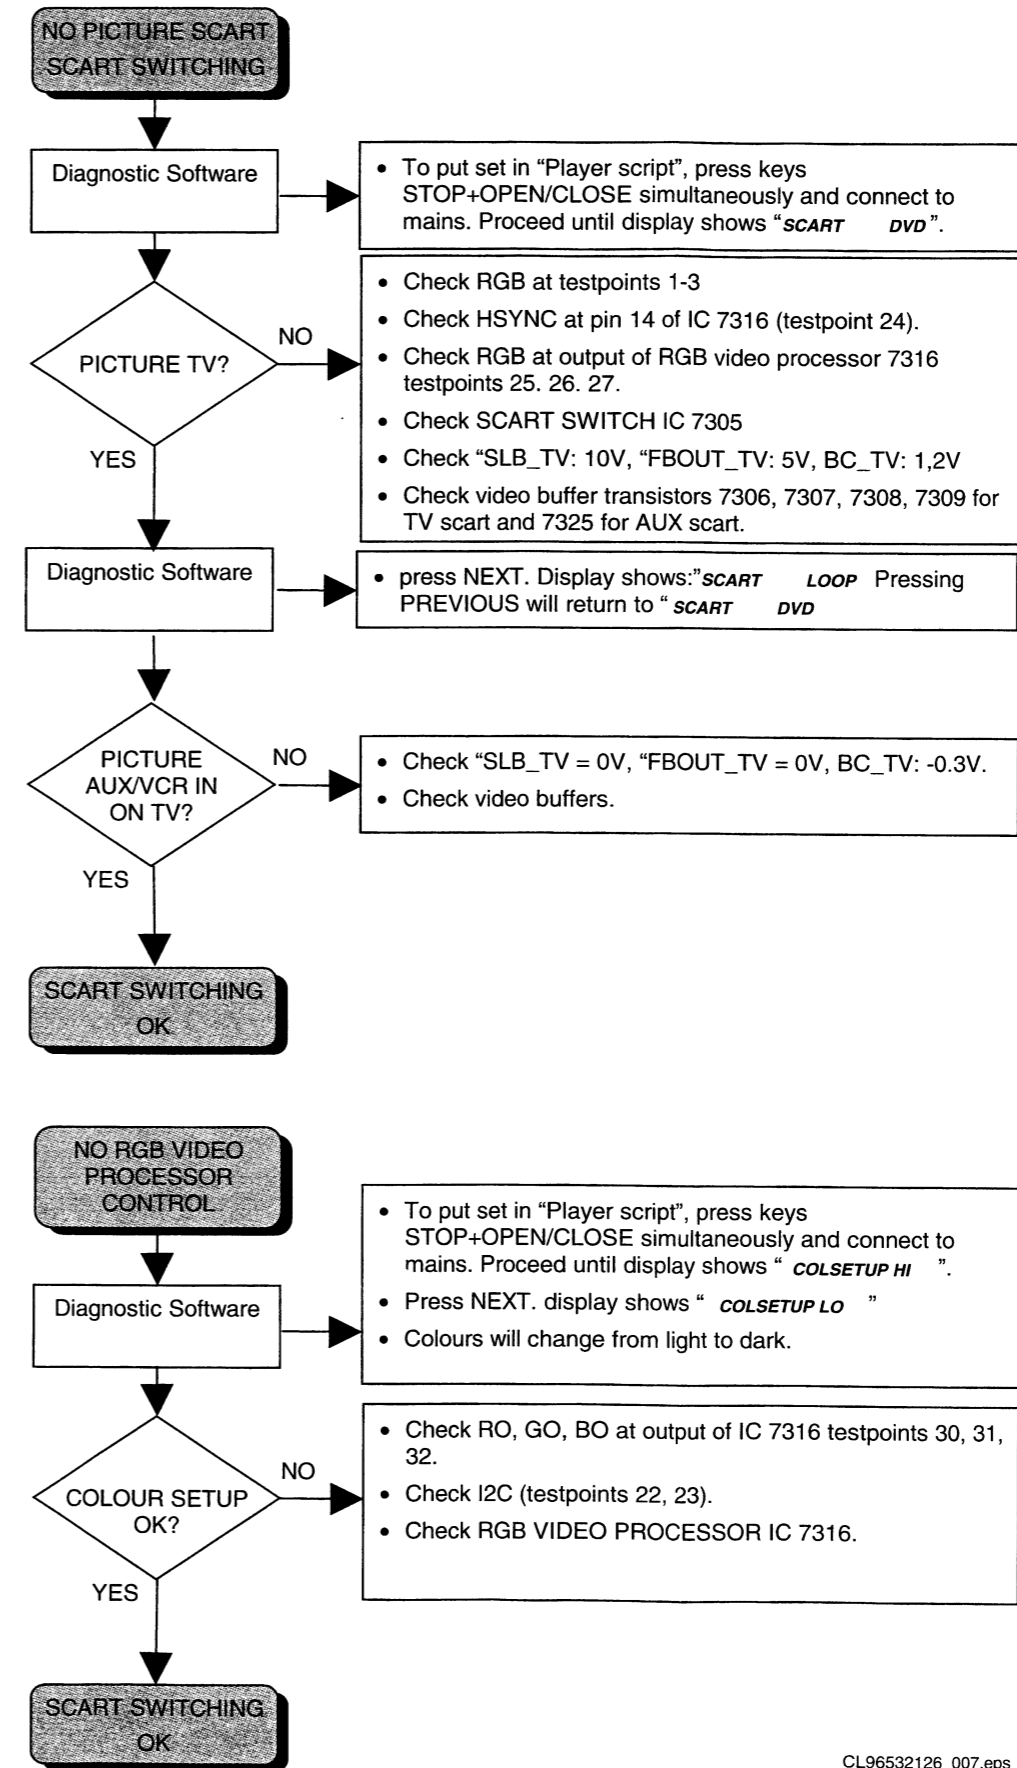 NO PICTURE SCART
SCART SWITCHING
Diagnostic Software
• To put set in “Player script”, press keys
STOP+OPEN/CLOSE simultaneously and connect to
mains. Proceed until display shows “SCART DVD”.
PICTURE TV?
NO
YES
• Check RGB at testpoints 1-3
• Check HSYNC at pin 14 of IC 7316 (testpoint 24).
• Check RGB at output of RGB video processor 7316
testpoints 25. 26. 27.
• Check SCART SWITCH IC 7305
• Check “SLB_TV: 10V, “FBOUT_TV: 5V, BC_TV: 1,2V
• Check video buffer transistors 7306, 7307, 7308, 7309 for
TV scart and 7325 for AUX scart.
Diagnostic Software
• press NEXT. Display shows:”SCART LOOP Pressing
PREVIOUS will return to “ SCART DVD
PICTURE
AUX/VCR IN
ON TV?
NO
YES
• Check “SLB_TV = 0V, “FBOUT_TV = 0V, BC_TV: -0.3V.
• Check video buffers.
SCART SWITCHING
OK
NO RGB VIDEO
PROCESSOR
CONTROL
Diagnostic Software
• To put set in “Player script”, press keys
STOP+OPEN/CLOSE simultaneously and connect to
mains. Proceed until display shows “ COLSETUP HI ”.
• Press NEXT. display shows “ COLSETUP LO ”
• Colours will change from light to dark.
COLOUR SETUP
OK?
NO
YES
• Check RO, GO, BO at output of IC 7316 testpoints 30, 31,
32.
• Check I2C (testpoints 22, 23).
• Check RGB VIDEO PROCESSOR IC 7316.
SCART SWITCHING
OK
CL96532126_007.eps